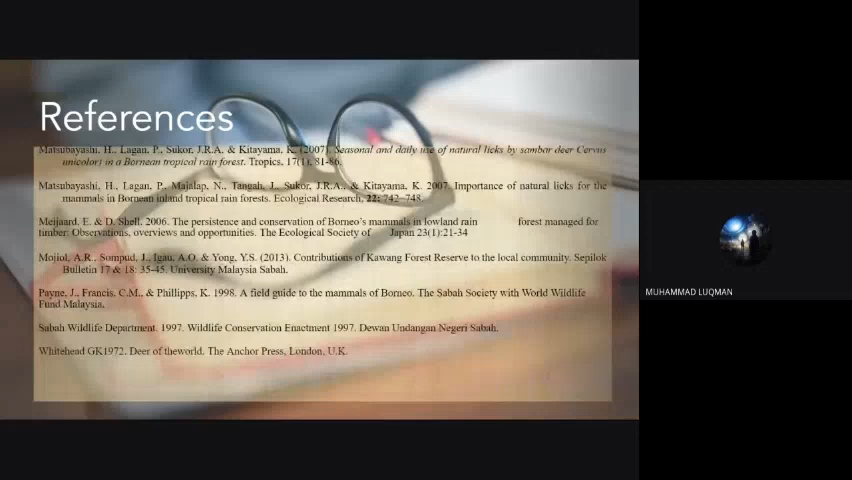 References
Matsubayashi, H., Lagan, P., Sukor, J.R.A. & Kitayama, K. (2007). Seasonal and daily use of natural licks by sambar deer Cervus
unicolor) in a Bornean tropical rain forest. Tropics, 17(1), 81-86.
Matsubayashi, H., Lagan, P., Majalap, N., Tangah, J., Sukor, J.R.A., & Kitayama, K. 2007. Importance of natural licks for the
mammals in Bornean inland tropical rain forests. Ecological Research, 22: 742–748.
Meijaard, E. & D. Sheil, 2006. The persistence and conservation of Borneo's mammals in lowland rain forest managed for
timber: Observations, overviews and opportunities. The Ecological Society of Japan 23(1):21-34
Mojiol, A.R., Sompud, J., Igau, A.O. & Yong, Y.S. (2013). Contributions of Kawang Forest Reserve to the local community. Sepilok
Bulletin 17 & 18: 35-45. University Malaysia Sabah.
Payne, J., Francis, C.M., & Phillipps, K. 1998. A field guide to the mammals of Borneo. The Sabah Society with World Wildlife
Fund Malaysia.
Sabah Wildlife Department. 1997. Wildlife Conservation Enactment 1997. Dewan Undangan Negeri Sabah.
Whitehead GK1972. Deer of theworld. The Anchor Press, London, U.K.
MUHAMMAD LUQMAN